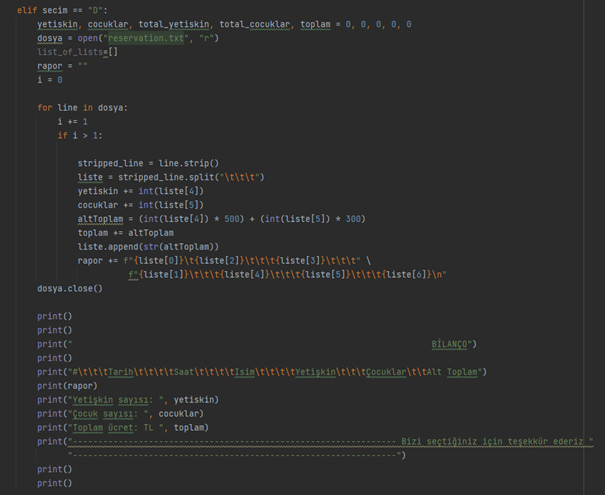 elif secim == "D":
yetiskin, cocuklar, total_yetiskin, total_cocuklar, toplam = 0, 0, 0, 0, 0
dosya = open("reservation.txt", "r")
list_of_lists=[]
rapor = ""
i = 0
for line in dosya:
i += 1
if i > 1:
stripped_line = line.strip()
liste = stripped_line.split("\t\t\t")
yetiskin += int(liste[4])
cocuklar += int(liste[5])
altToplam = (int(liste[4]) * 500) + (int(liste[5]) * 300)
toplam += altToplam
liste.append(str(altToplam))
rapor += f"{liste[0]}\t{liste[2]}\t\t\t{liste[3]}\t\t\t" \
f"{liste[1]}\t\t\t{liste[4]}\t\t\t{liste[5]}\t\t\t{liste[6]}\n"
dosya.close()
print()
print()
print(" BİLANÇO")
print()
print("#\t\t\tTarih\t\t\t\tSaat\t\t\t\tIsim\t\t\t\tYetişkin\t\t\tÇocuklar\t\tAlt Toplam")
print(rapor)
print("Yetişkin sayısı: ", yetiskin)
print("Çocuk sayısı: ", cocuklar)
print("Toplam ücret: TL ", toplam)
print("---------------------------------------------------------------- Bizi seçtiğiniz için teşekkür ederiz "
"----------------------------------------------------------------")
print()
print()